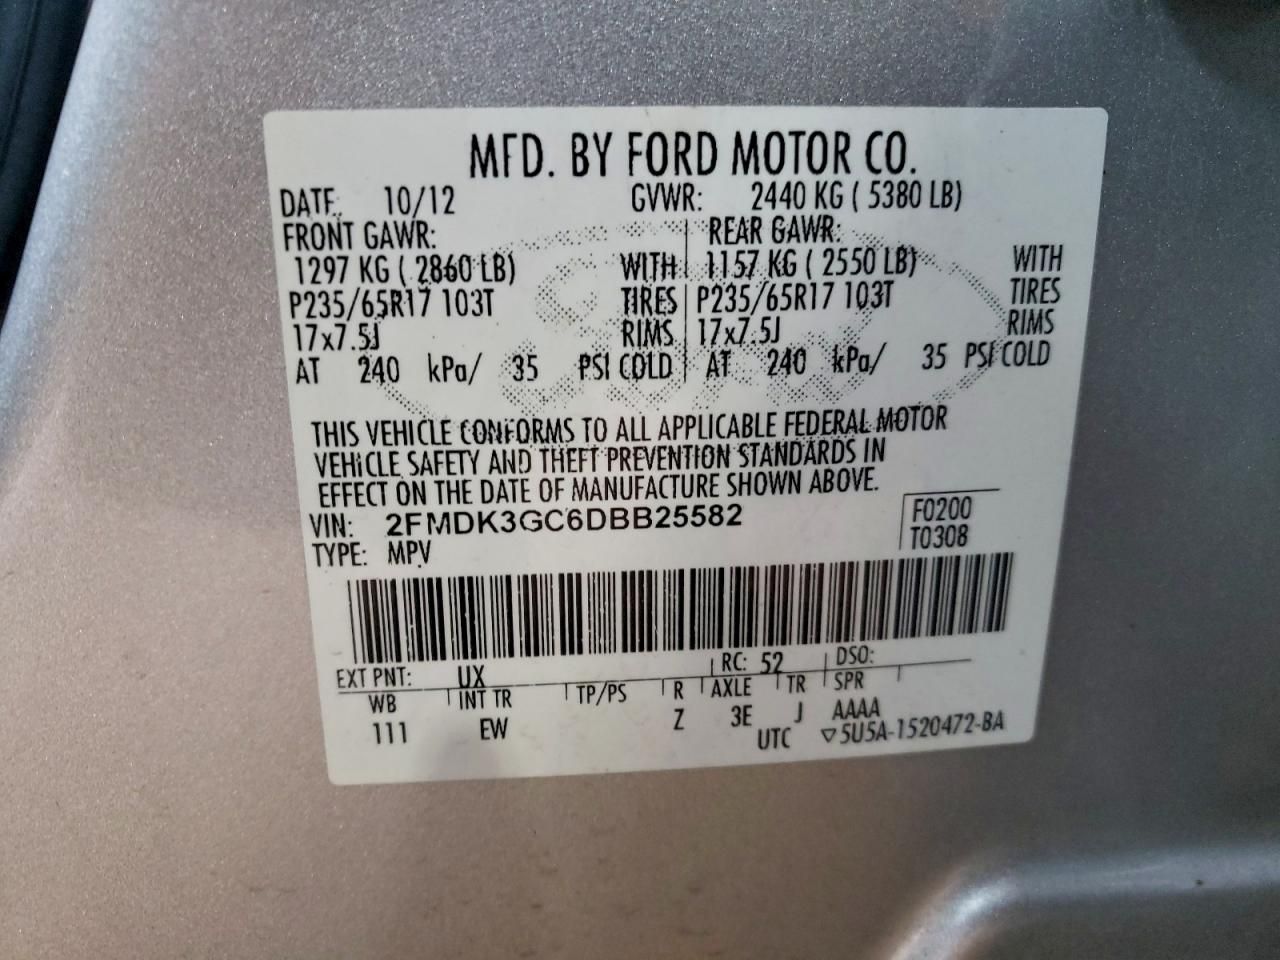 MFD. BY FORD MOTOR CO.
DATE: 10/12 GVWR: 2440 KG ( 5380 LB)
FRONT GAWR: REAR GAWR:
1297 KG ( 2860 LB) WITH 1157 KG ( 2550 LB) WITH
P235/65R17 103T TIRES P235/65R17 103T TIRES
17x7.5J RIMS 17x7.5J RIMS
AT 240 kPa/ 35 PSI COLD AT 240 kPa/ 35 PSI COLD
THIS VEHICLE CONFORMS TO ALL APPLICABLE FEDERAL MOTOR
VEHICLE SAFETY AND THEFT PREVENTION STANDARDS IN
EFFECT ON THE DATE OF MANUFACTURE SHOWN ABOVE.
VIN: 2FMDK3GC6DBB25582 F0200
TYPE: MPV T0308
EXT PNT: UX RC: 52 DSO:
WB INT TR TP/PS R AXLE TR SPR
111 EW Z 3E J AAAA
UTC ▽5U5A-1520472-BA